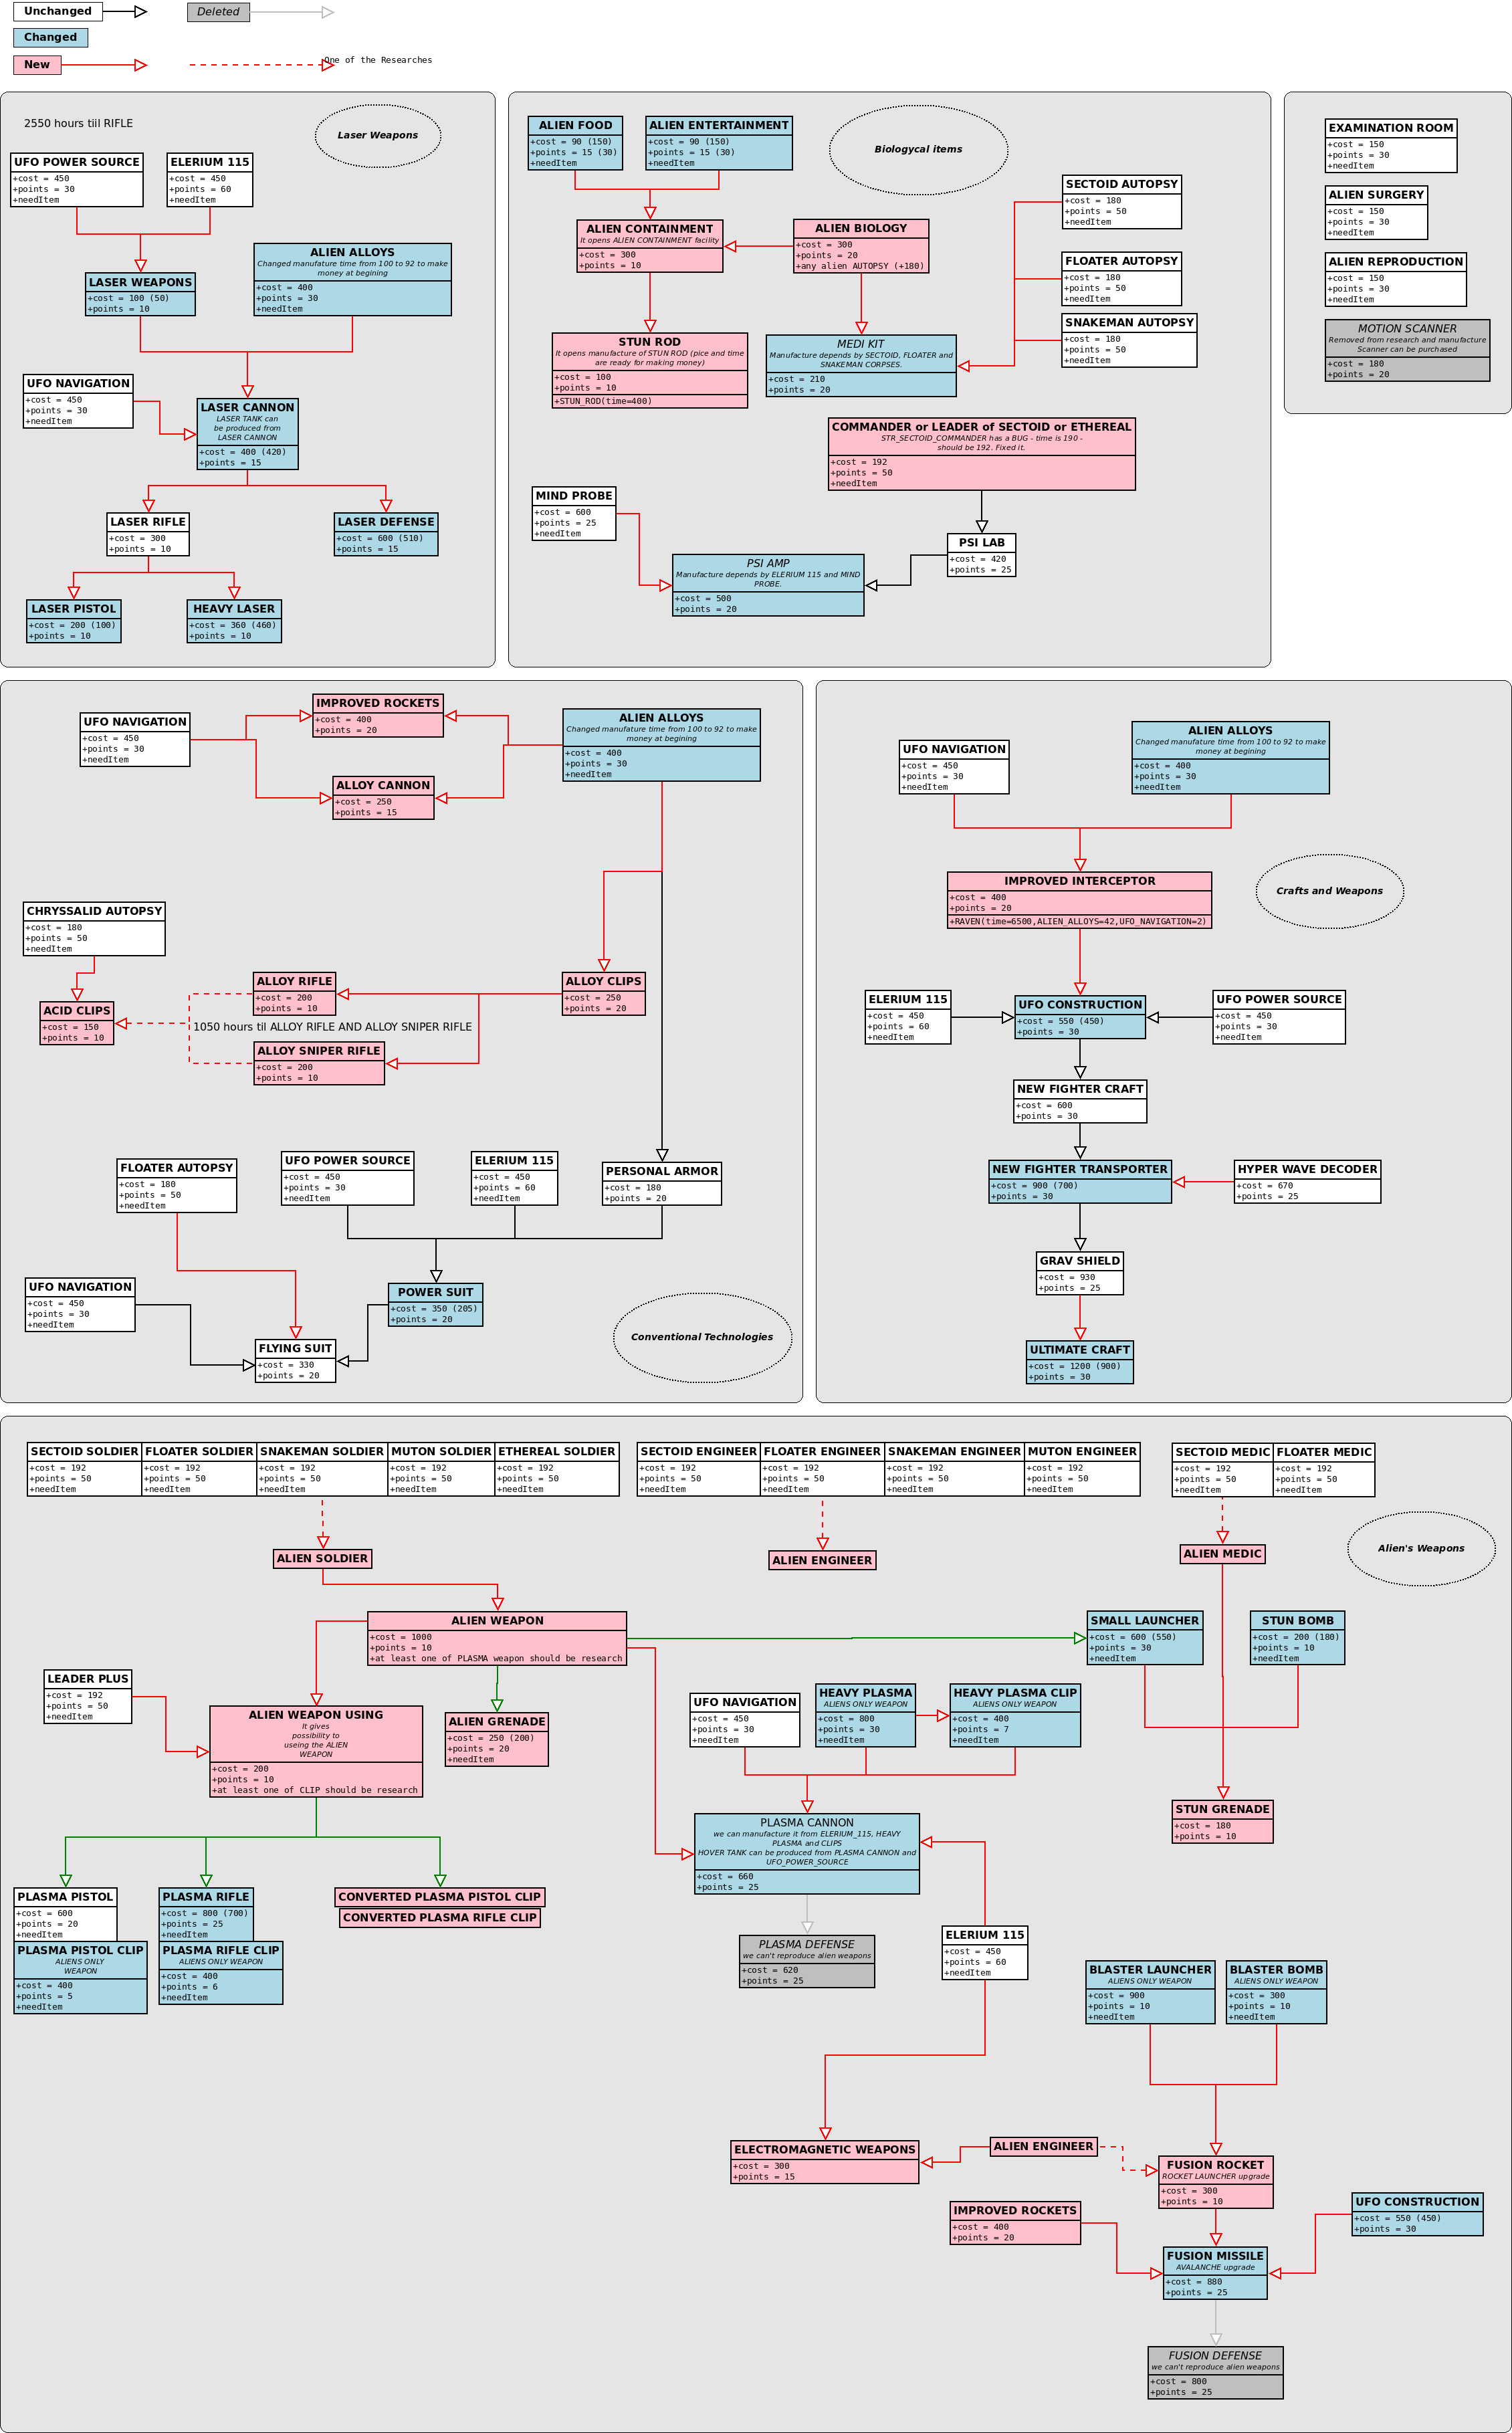 Unchanged
Deleted
Changed
New
One of the Researches
2550 hours tiil RIFLE
Laser Weapons
UFO POWER SOURCE
+cost = 450
+points = 30
+needItem
ELERIUM 115
+cost = 450
+points = 60
+needItem
ALIEN ALLOYS
Changed manufature time from 100 to 92 to make
money at begining
+cost = 400
+points = 30
+needItem
LASER WEAPONS
+cost = 100 (50)
+points = 10
UFO NAVIGATION
+cost = 450
+points = 30
+needItem
LASER CANNON
LASER TANK can
be produced from
LASER CANNON
+cost = 400 (420)
+points = 15
LASER RIFLE
+cost = 300
+points = 10
LASER DEFENSE
+cost = 600 (510)
+points = 15
LASER PISTOL
+cost = 200 (100)
+points = 10
HEAVY LASER
+cost = 360 (460)
+points = 10
ALIEN FOOD
+cost = 90 (150)
+points = 15 (30)
+needItem
ALIEN ENTERTAINMENT
+cost = 90 (150)
+points = 15 (30)
+needItem
Biologycal items
SECTOID AUTOPSY
+cost = 180
+points = 50
+needItem
ALIEN CONTAINMENT
It opens ALIEN CONTAINMENT facility
+cost = 300
+points = 10
ALIEN BIOLOGY
+cost = 300
+points = 20
+any alien AUTOPSY (+180)
FLOATER AUTOPSY
+cost = 180
+points = 50
+needItem
SNAKEMAN AUTOPSY
+cost = 180
+points = 50
+needItem
STUN ROD
It opens manufacture of STUN ROD (pice and time
are ready for making money)
+cost = 100
+points = 10
+STUN_ROD(time=400)
MEDI KIT
Manufacture depends by SECTOID, FLOATER and
SNAKEMAN CORPSES.
+cost = 210
+points = 20
COMMANDER or LEADER of SECTOID or ETHEREAL
STR_SECTOID_COMMANDER has a BUG - time is 190 -
should be 192. Fixed it.
+cost = 192
+points = 50
+needItem
MIND PROBE
+cost = 600
+points = 25
+needItem
PSI LAB
+cost = 420
+points = 25
PSI AMP
Manufacture depends by ELERIUM 115 and MIND
PROBE.
+cost = 500
+points = 20
EXAMINATION ROOM
+cost = 150
+points = 30
+needItem
ALIEN SURGERY
+cost = 150
+points = 30
+needItem
ALIEN REPRODUCTION
+cost = 150
+points = 30
+needItem
MOTION SCANNER
Removed from research and manufacture
Scanner can be purchased
+cost = 180
+points = 20
UFO NAVIGATION
+cost = 450
+points = 30
+needItem
IMPROVED ROCKETS
+cost = 400
+points = 20
ALIEN ALLOYS
Changed manufature time from 100 to 92 to make
money at begining
+cost = 400
+points = 30
+needItem
ALLOY CANNON
+cost = 250
+points = 15
CHRYSSALID AUTOPSY
+cost = 180
+points = 50
+needItem
ACID CLIPS
+cost = 150
+points = 10
ALLOY RIFLE
+cost = 200
+points = 10
ALLOY CLIPS
+cost = 250
+points = 20
1050 hours til ALLOY RIFLE AND ALLOY SNIPER RIFLE
ALLOY SNIPER RIFLE
+cost = 200
+points = 10
FLOATER AUTOPSY
+cost = 180
+points = 50
+needItem
UFO POWER SOURCE
+cost = 450
+points = 30
+needItem
ELERIUM 115
+cost = 450
+points = 60
+needItem
PERSONAL ARMOR
+cost = 180
+points = 20
UFO NAVIGATION
+cost = 450
+points = 30
+needItem
POWER SUIT
+cost = 350 (205)
+points = 20
FLYING SUIT
+cost = 330
+points = 20
Conventional Technologies
UFO NAVIGATION
+cost = 450
+points = 30
+needItem
ALIEN ALLOYS
Changed manufature time from 100 to 92 to make
money at begining
+cost = 400
+points = 30
+needItem
IMPROVED INTERCEPTOR
+cost = 400
+points = 20
+RAVEN(time=6500,ALIEN_ALLOYS=42,UFO_NAVIGATION=2)
Crafts and Weapons
ELERIUM 115
+cost = 450
+points = 60
+needItem
UFO CONSTRUCTION
+cost = 550 (450)
+points = 30
UFO POWER SOURCE
+cost = 450
+points = 30
+needItem
NEW FIGHTER CRAFT
+cost = 600
+points = 30
NEW FIGHTER TRANSPORTER
+cost = 900 (700)
+points = 30
HYPER WAVE DECODER
+cost = 670
+points = 25
GRAV SHIELD
+cost = 930
+points = 25
ULTIMATE CRAFT
+cost = 1200 (900)
+points = 30
SECTOID SOLDIER
+cost = 192
+points = 50
+needItem
FLOATER SOLDIER
+cost = 192
+points = 50
+needItem
SNAKEMAN SOLDIER
+cost = 192
+points = 50
+needItem
MUTON SOLDIER
+cost = 192
+points = 50
+needItem
ETHEREAL SOLDIER
+cost = 192
+points = 50
+needItem
SECTOID ENGINEER
+cost = 192
+points = 50
+needItem
FLOATER ENGINEER
+cost = 192
+points = 50
+needItem
SNAKEMAN ENGINEER
+cost = 192
+points = 50
+needItem
MUTON ENGINEER
+cost = 192
+points = 50
+needItem
SECTOID MEDIC
+cost = 192
+points = 50
+needItem
FLOATER MEDIC
+cost = 192
+points = 50
+needItem
Alien's Weapons
ALIEN SOLDIER
ALIEN ENGINEER
ALIEN MEDIC
ALIEN WEAPON
+cost = 1000
+points = 10
+at least one of PLASMA weapon should be research
SMALL LAUNCHER
+cost = 600 (550)
+points = 30
+needItem
STUN BOMB
+cost = 200 (180)
+points = 10
+needItem
LEADER PLUS
+cost = 192
+points = 50
+needItem
ALIEN WEAPON USING
It gives
possibility to
useing the ALIEN
WEAPON
+cost = 200
+points = 10
+at least one of CLIP should be research
ALIEN GRENADE
+cost = 250 (200)
+points = 20
+needItem
UFO NAVIGATION
+cost = 450
+points = 30
+needItem
HEAVY PLASMA
ALIENS ONLY WEAPON
+cost = 800
+points = 30
+needItem
HEAVY PLASMA CLIP
ALIENS ONLY WEAPON
+cost = 400
+points = 7
+needItem
STUN GRENADE
+cost = 180
+points = 10
PLASMA CANNON
we can manufacture it from ELERIUM_115, HEAVY
PLASMA and CLIPS
HOVER TANK can be produced from PLASMA CANNON and
UFO_POWER_SOURCE
+cost = 660
+points = 25
PLASMA PISTOL
+cost = 600
+points = 20
+needItem
PLASMA PISTOL CLIP
ALIENS ONLY
WEAPON
+cost = 400
+points = 5
+needItem
PLASMA RIFLE
+cost = 800 (700)
+points = 25
+needItem
PLASMA RIFLE CLIP
ALIENS ONLY WEAPON
+cost = 400
+points = 6
+needItem
CONVERTED PLASMA PISTOL CLIP
CONVERTED PLASMA RIFLE CLIP
PLASMA DEFENSE
we can't reproduce alien weapons
+cost = 620
+points = 25
ELERIUM 115
+cost = 450
+points = 60
+needItem
BLASTER LAUNCHER
ALIENS ONLY WEAPON
+cost = 900
+points = 10
+needItem
BLASTER BOMB
ALIENS ONLY WEAPON
+cost = 300
+points = 10
+needItem
ELECTROMAGNETIC WEAPONS
+cost = 300
+points = 15
ALIEN ENGINEER
FUSION ROCKET
ROCKET LAUNCHER upgrade
+cost = 300
+points = 10
IMPROVED ROCKETS
+cost = 400
+points = 20
UFO CONSTRUCTION
+cost = 550 (450)
+points = 30
FUSION MISSILE
AVALANCHE upgrade
+cost = 880
+points = 25
FUSION DEFENSE
we can't reproduce alien weapons
+cost = 800
+points = 25